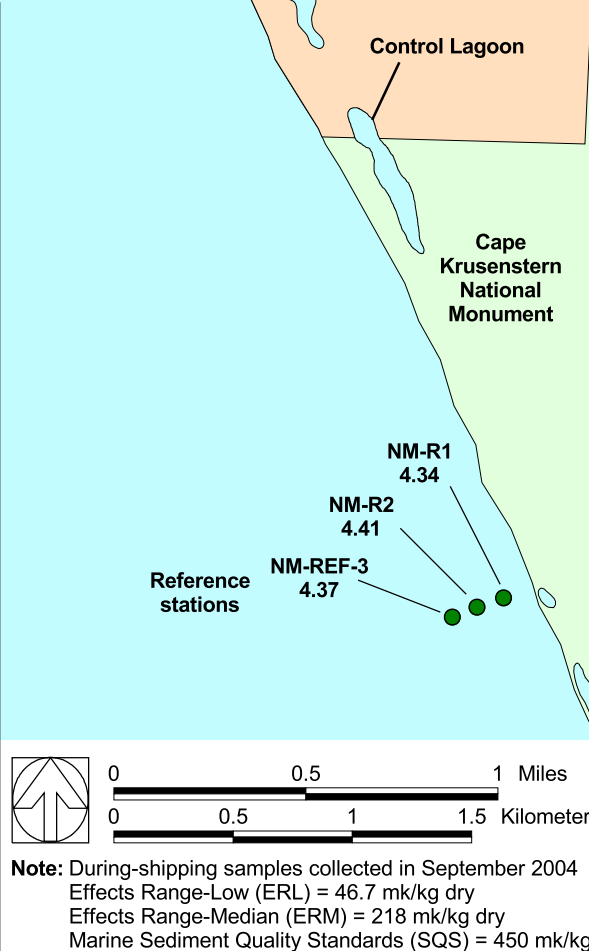 Control Lagoon
Cape
Krusenstern
National
Monument
NM-R1
4.34
NM-R2
4.41
NM-REF-3
4.37
Reference
stations
0 0.5 1 Miles
0 0.5 1 1.5 Kilometer
Note: During-shipping samples collected in September 2004
Effects Range-Low (ERL) = 46.7 mk/kg dry
Effects Range-Median (ERM) = 218 mk/kg dry
Marine Sediment Quality Standards (SQS) = 450 mk/kg